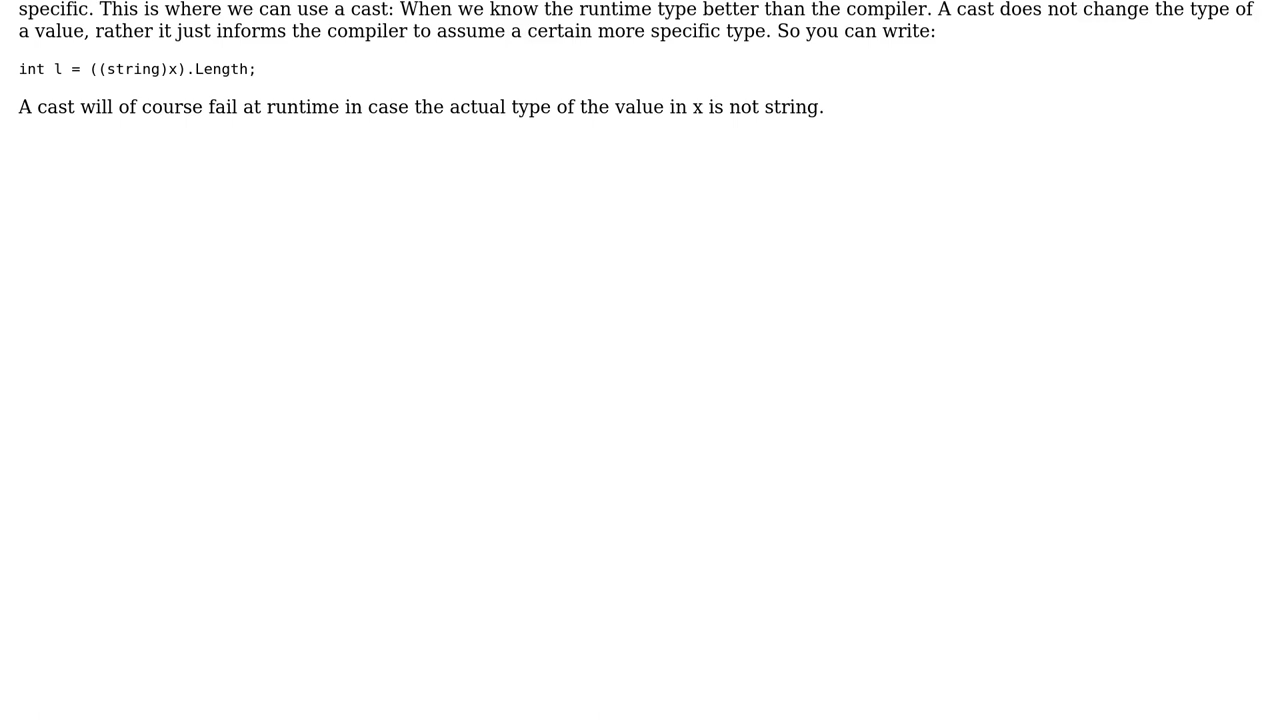 specific. This is where we can use a cast: When we know the runtime type better than the compiler. A cast does not change the type of
a value, rather it just informs the compiler to assume a certain more specific type. So you can write:
int l = ((string)x).Length;
A cast will of course fail at runtime in case the actual type of the value in x is not string.